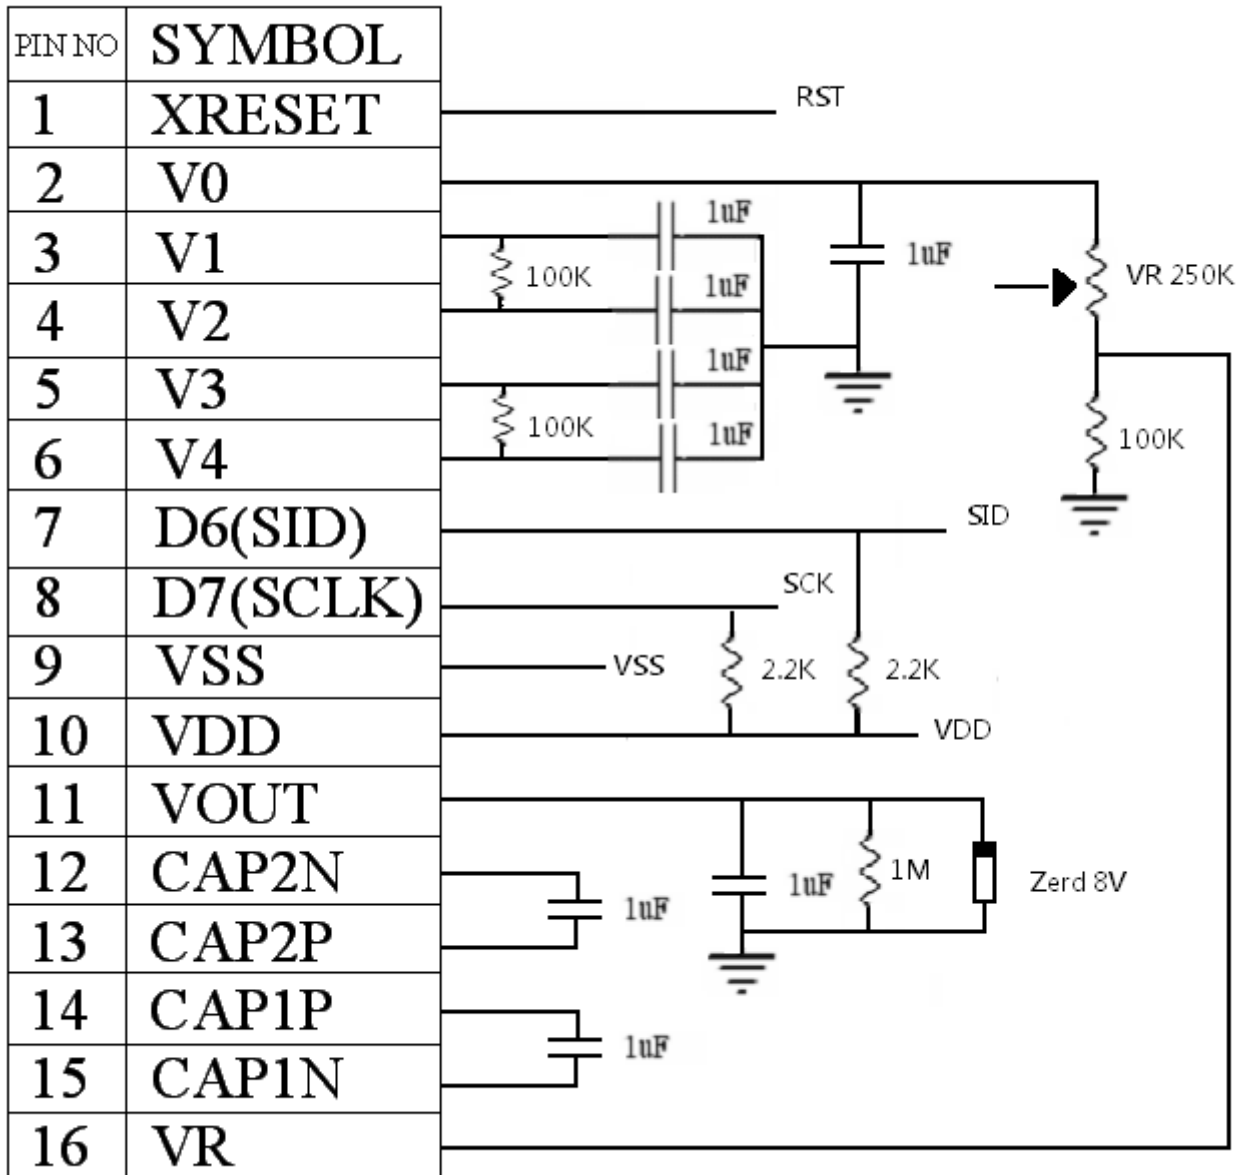 PIN NO SYMBOL
1 XRESET RST
2 V0
1uF
3 V1 1uF
100K VR 250K
1uF
4 V2
1uF
5 V3
100K 1uF 100K
6 V4
7 D6(SID) SID
8 D7(SCLK) SCK
9 VSS VSS 2.2K 2.2K
10 VDD VDD
11 VOUT
12 CAP2N 1uF 1M Zerd 8V
1uF
13 CAP2P
14 CAP1P
1uF
15 CAP1N
16 VR